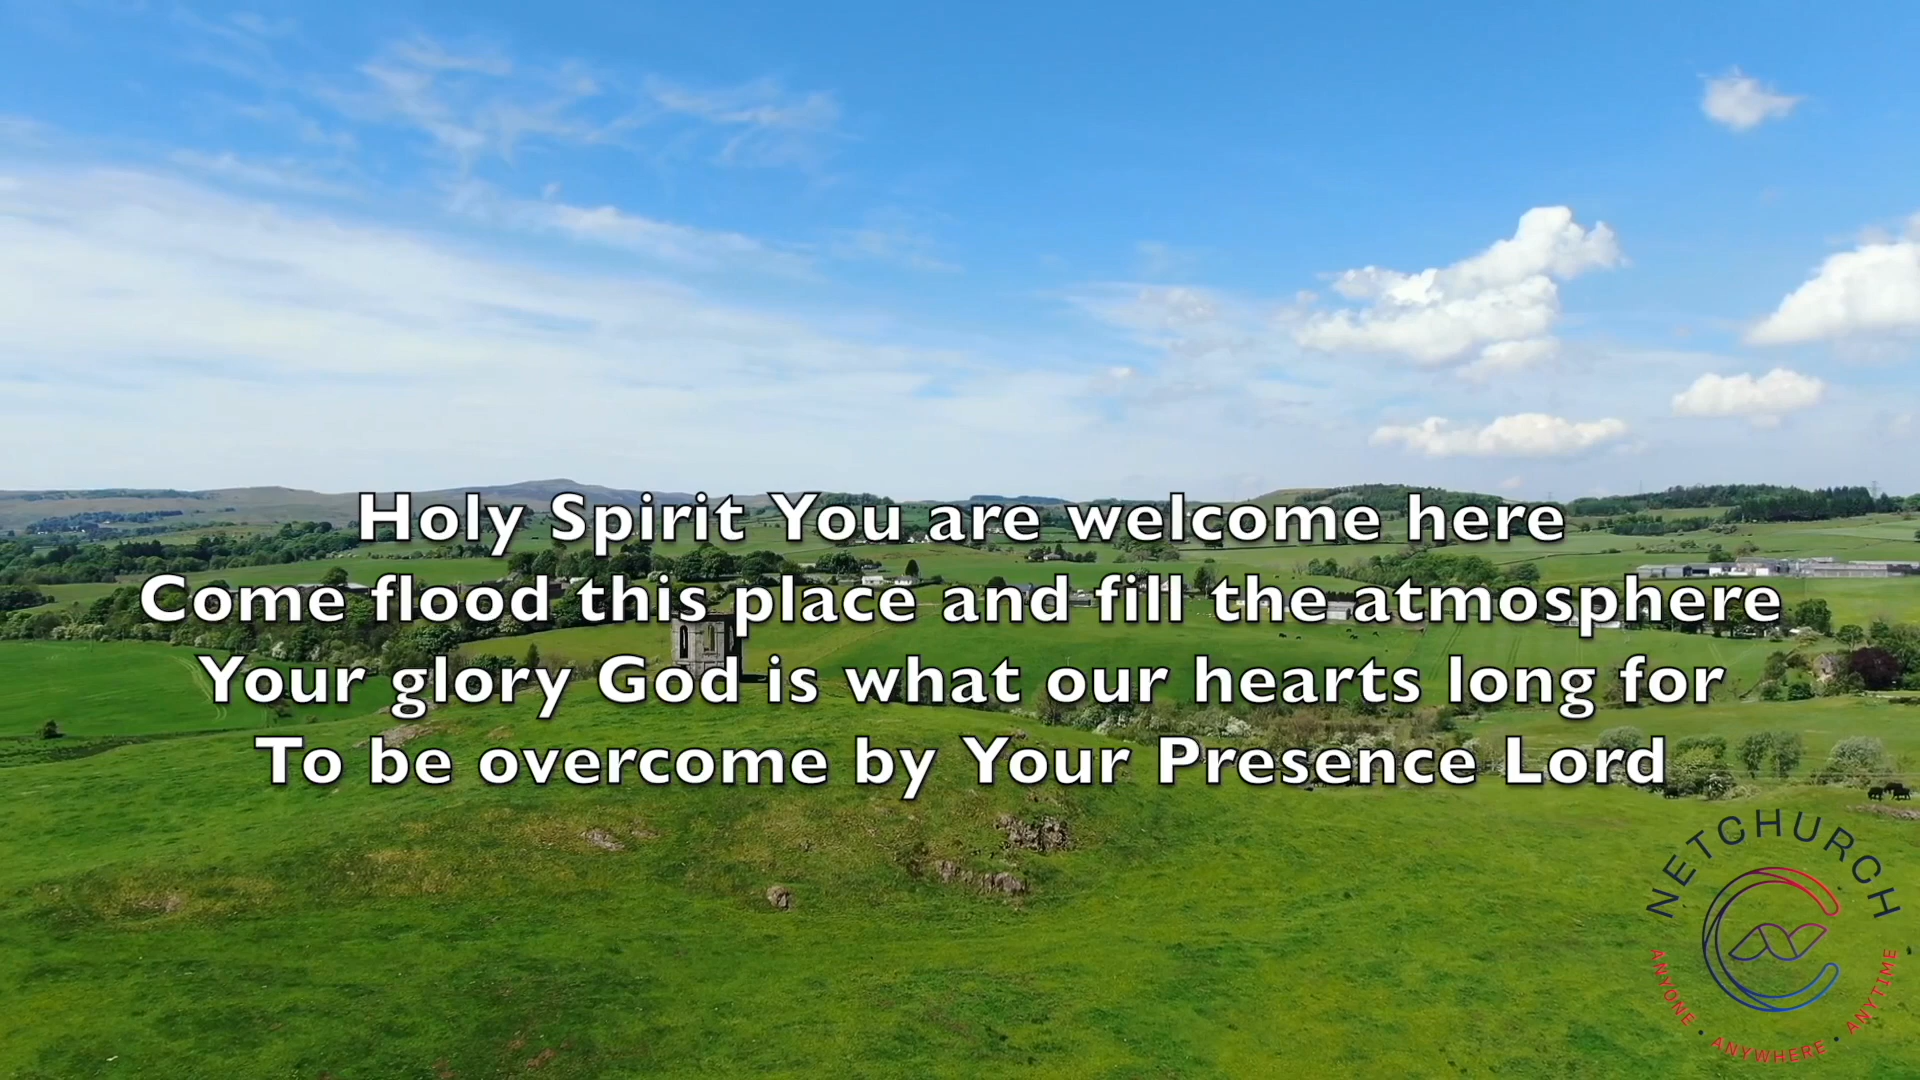 Holy Spirit You are welcome here
Come flood this place and fill the atmosphere
Your glory God is what our hearts long for
To be overcome by Your Presence Lord
NETCHURCH
ANYONE • ANYWHERE • ANYTIME •